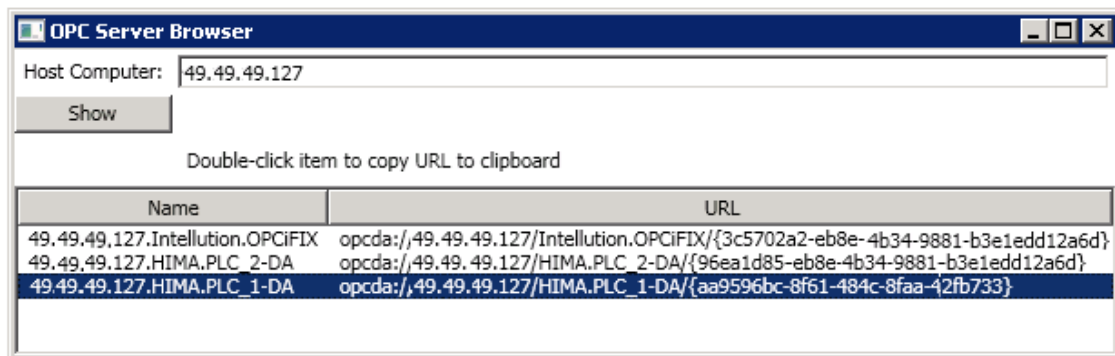 OPC Server Browser
Host Computer: 49.49.49.127
Show
Double-click item to copy URL to clipboard
Name URL
49.49.49.127.Intellution.OPCiFIX opcda://49.49.49.127/Intellution.OPCiFIX/{3c5702a2-eb8e-4b34-9881-b3e1edd12a6d}
49.49.49.127.HIMA.PLC_2-DA opcda://49.49.49.127/HIMA.PLC_2-DA/{96ea1d85-eb8e-4b34-9881-b3e1edd12a6d}
49.49.49.127.HIMA.PLC_1-DA opcda://49.49.49.127/HIMA.PLC_1-DA/{aa9596bc-8f61-484c-8faa-42fb733}